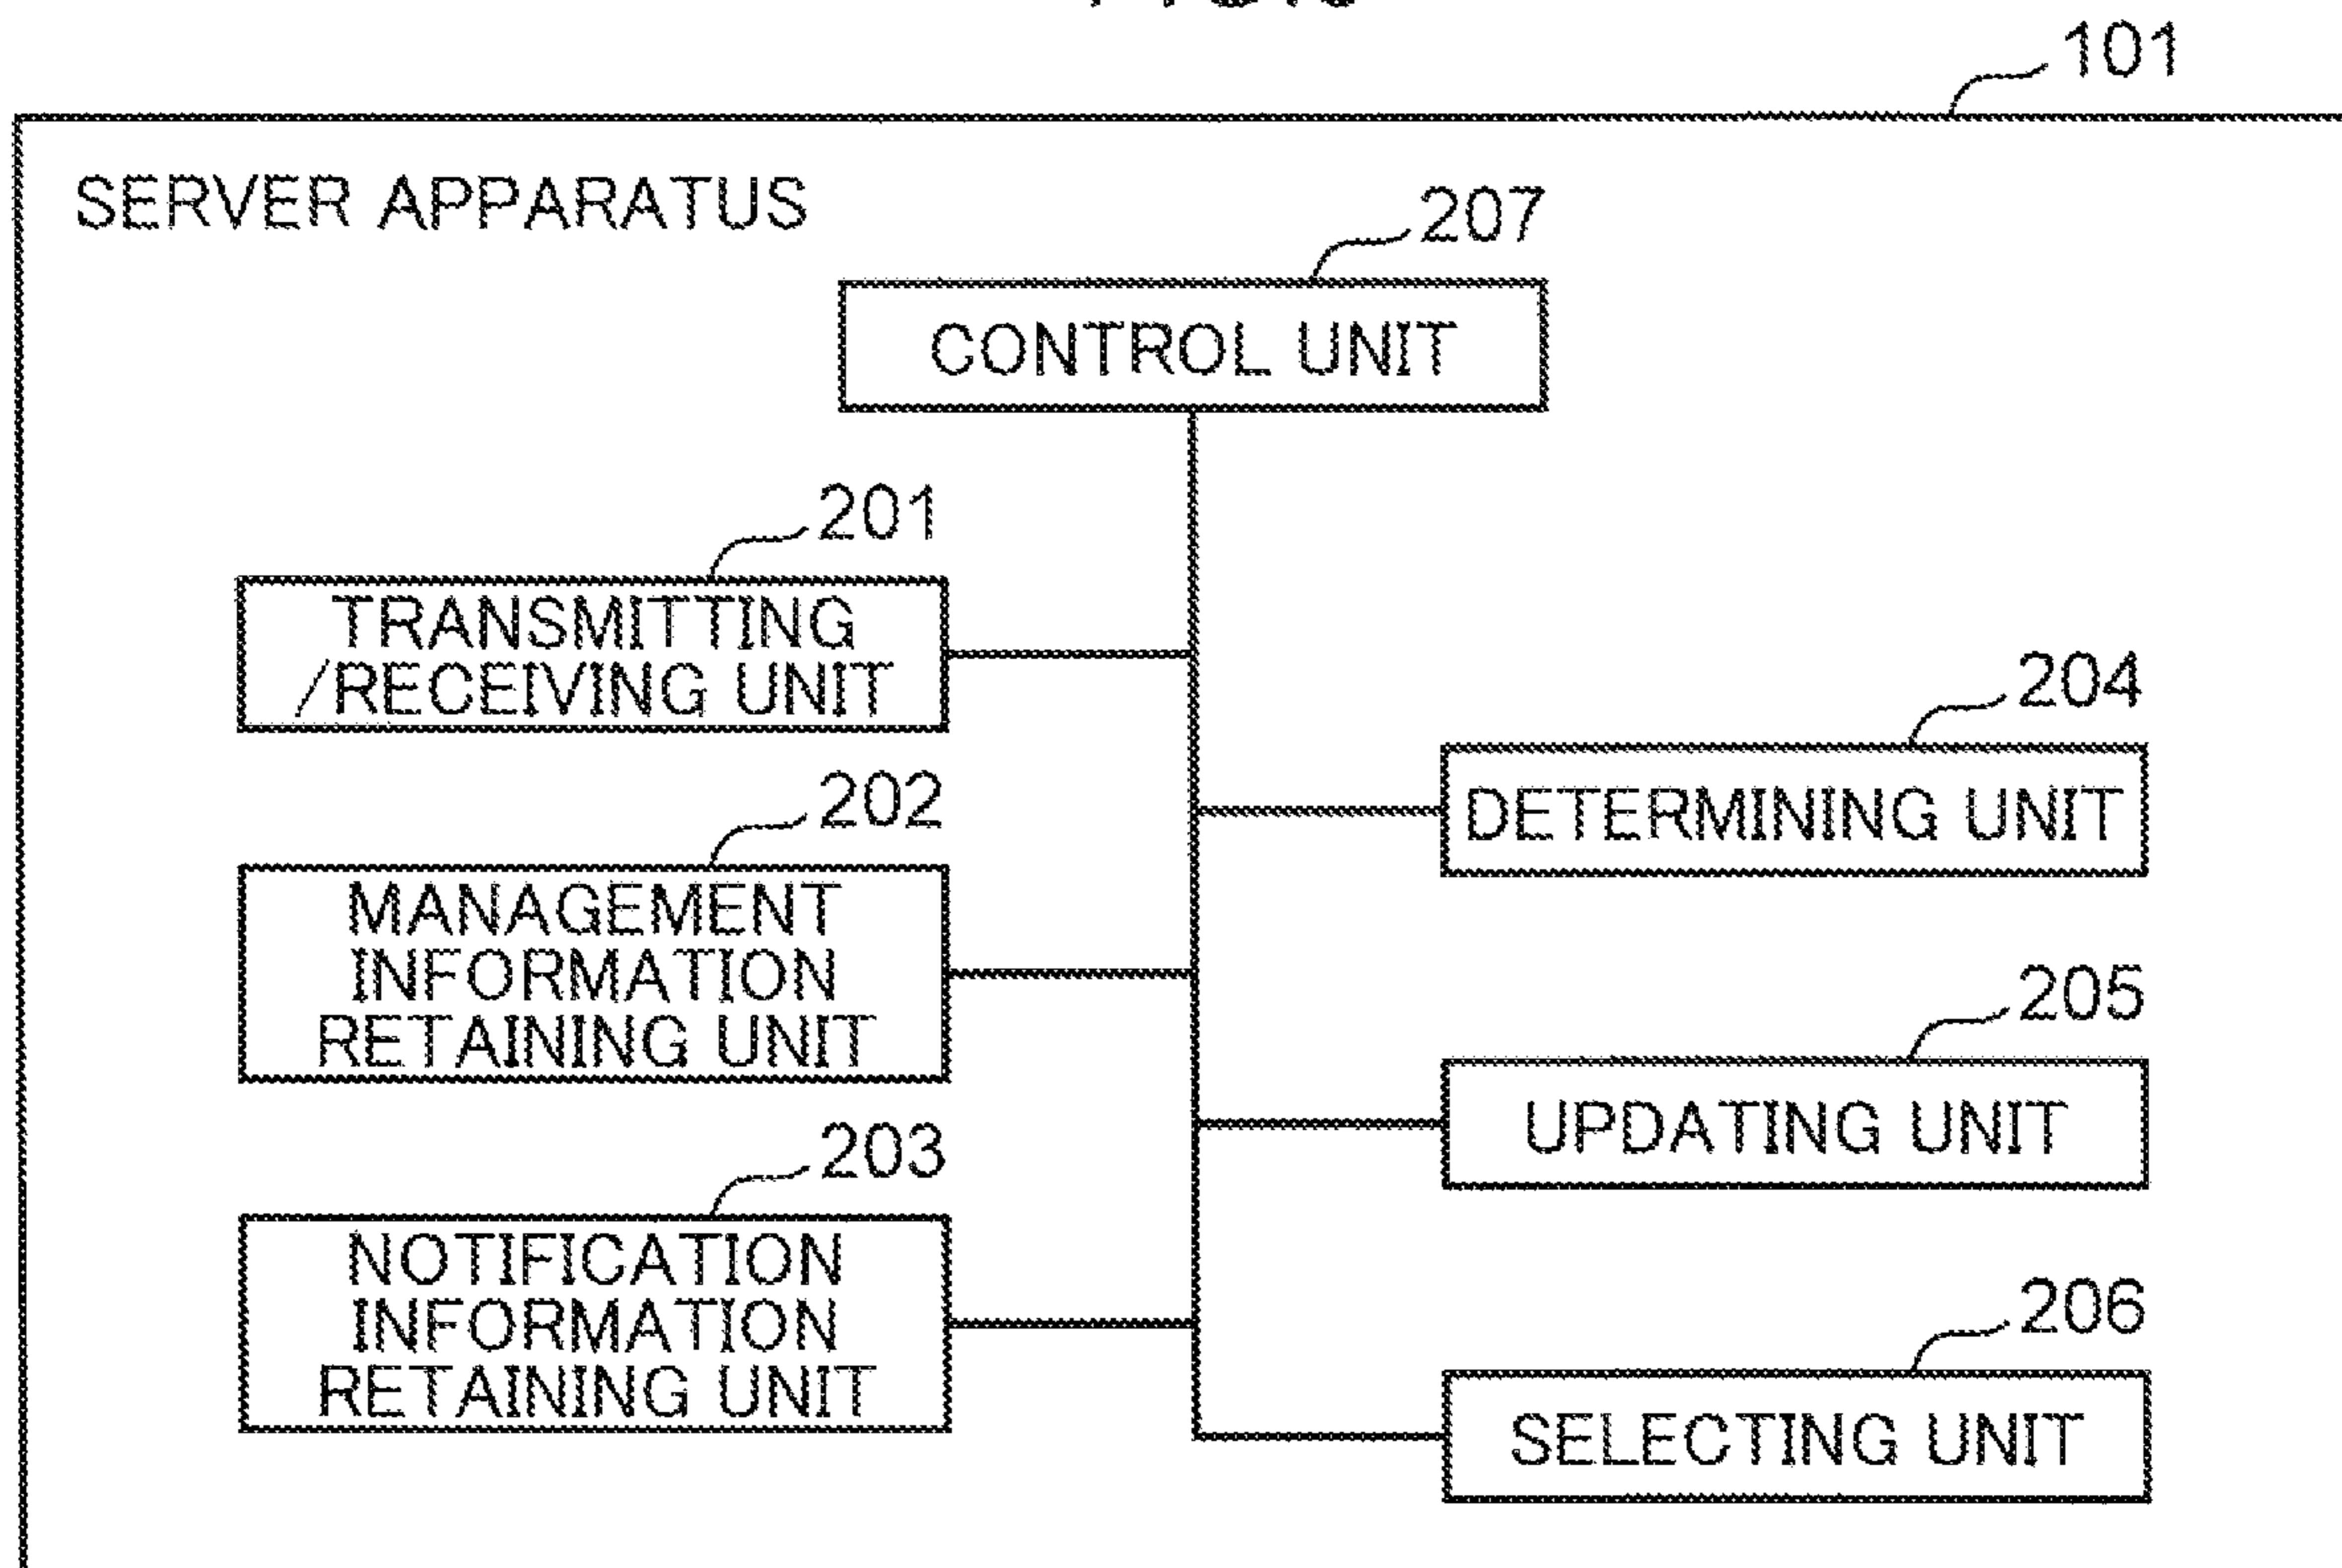 101
SERVER APPARATUS
207
CONTROL UNIT
201
TRANSMITTING
/RECEIVING UNIT
204
DETERMINING UNIT
202
MANAGEMENT
INFORMATION
RETAINING UNIT
205
UPDATING UNIT
203
NOTIFICATION
INFORMATION
RETAINING UNIT
206
SELECTING UNIT